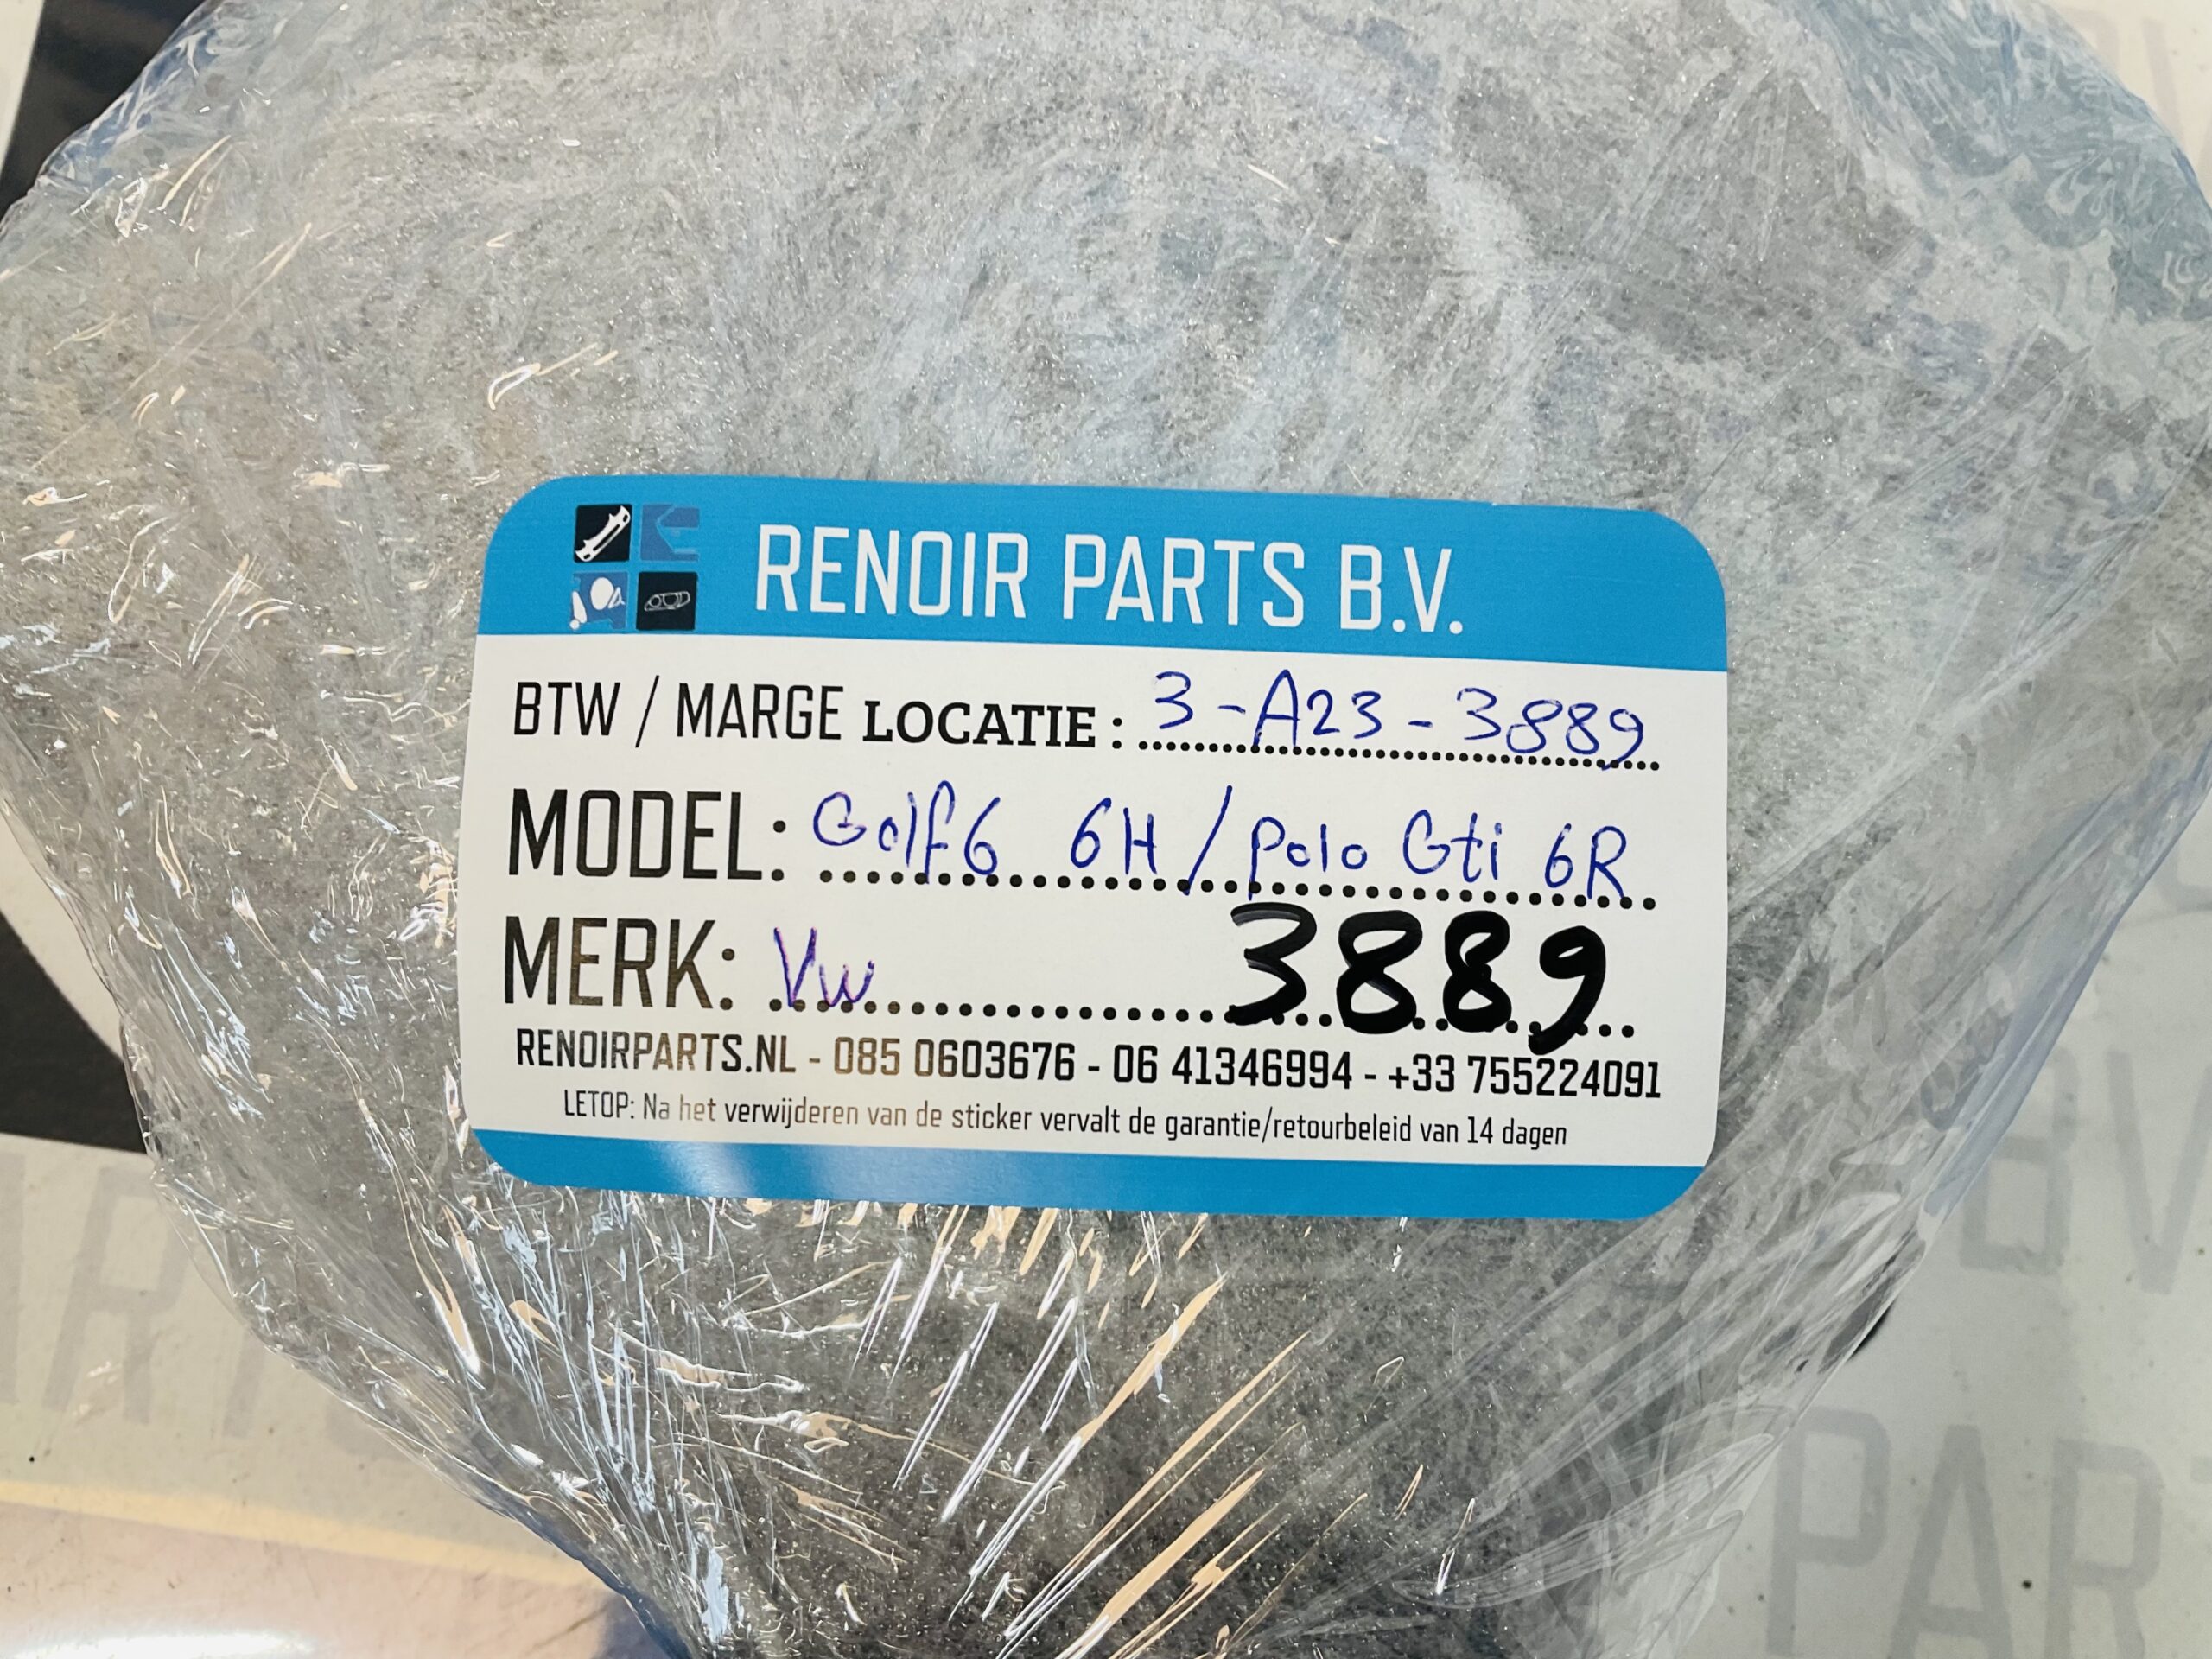 RENOIR PARTS B.V.
BTW / MARGE LOCATIE: 3-A23-3889
MODEL: Golf6 6H / Polo Gti 6R
MERK: Vw 3889
RENOIRPARTS.NL - 085 0603676 - 06 41346994 - +33 755224091
LETOP: Na het verwijderen van de sticker vervalt de garantie/retourbeleid van 14 dagen